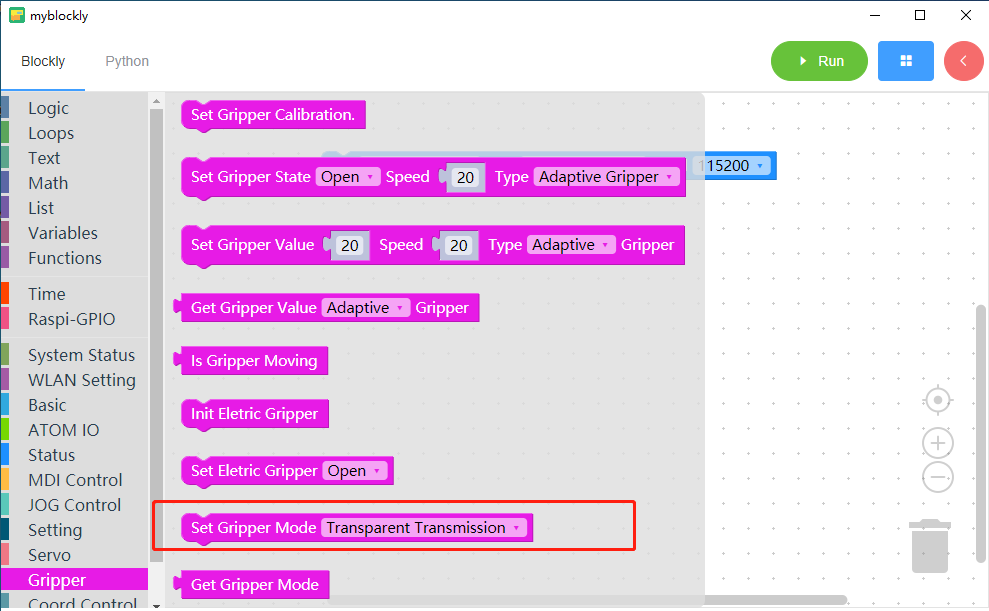 myblockly
Blockly
Python
Run
Logic
Loops
Text
Math
List
Variables
Functions
Time
Raspi-GPIO
System Status
WLAN Setting
Basic
ATOM IO
Status
MDI Control
JOG Control
Setting
Servo
Gripper
Coord Control
Set Gripper Calibration.
115200
Set Gripper State Open Speed 20 Type Adaptive Gripper
Set Gripper Value 20 Speed 20 Type Adaptive Gripper
Get Gripper Value Adaptive Gripper
Is Gripper Moving
Init Eletric Gripper
Set Eletric Gripper Open
Set Gripper Mode Transparent Transmission
Get Gripper Mode